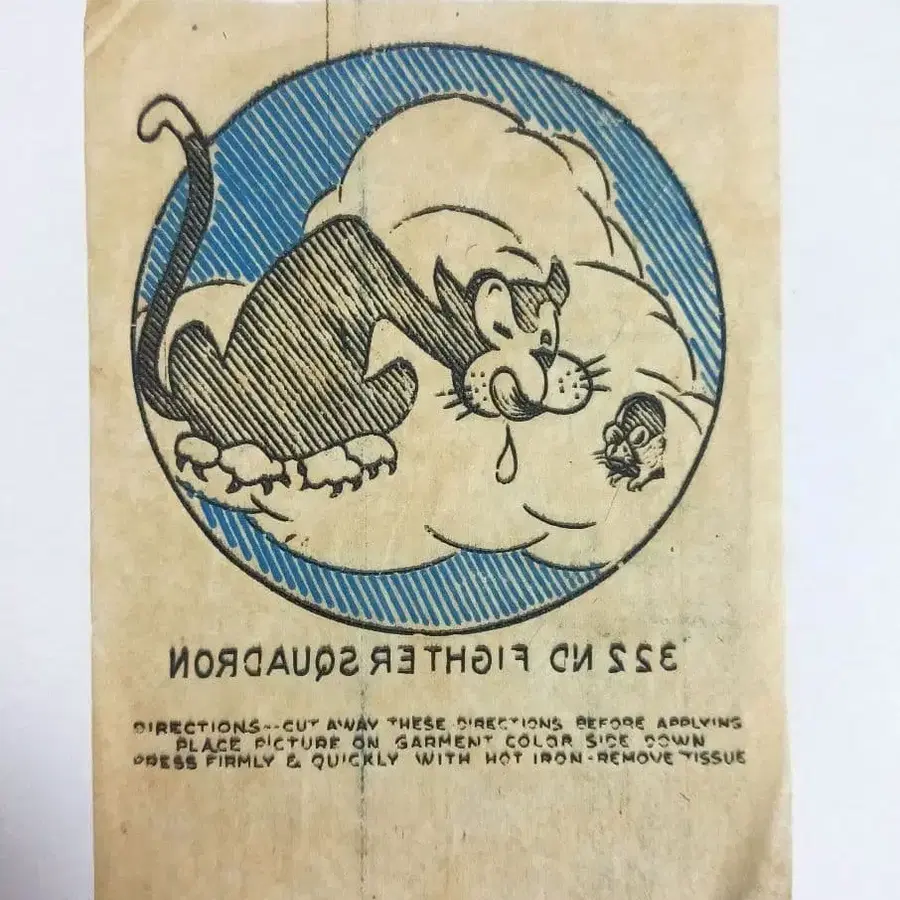 322 ND FIGHTER SQUADRON
DIRECTIONS--CUT AWAY THESE DIRECTIONS BEFORE APPLYING
PLACE PICTURE ON GARMENT COLOR SIDE DOWN
PRESS FIRMLY & QUICKLY WITH HOT IRON-REMOVE TISSUE